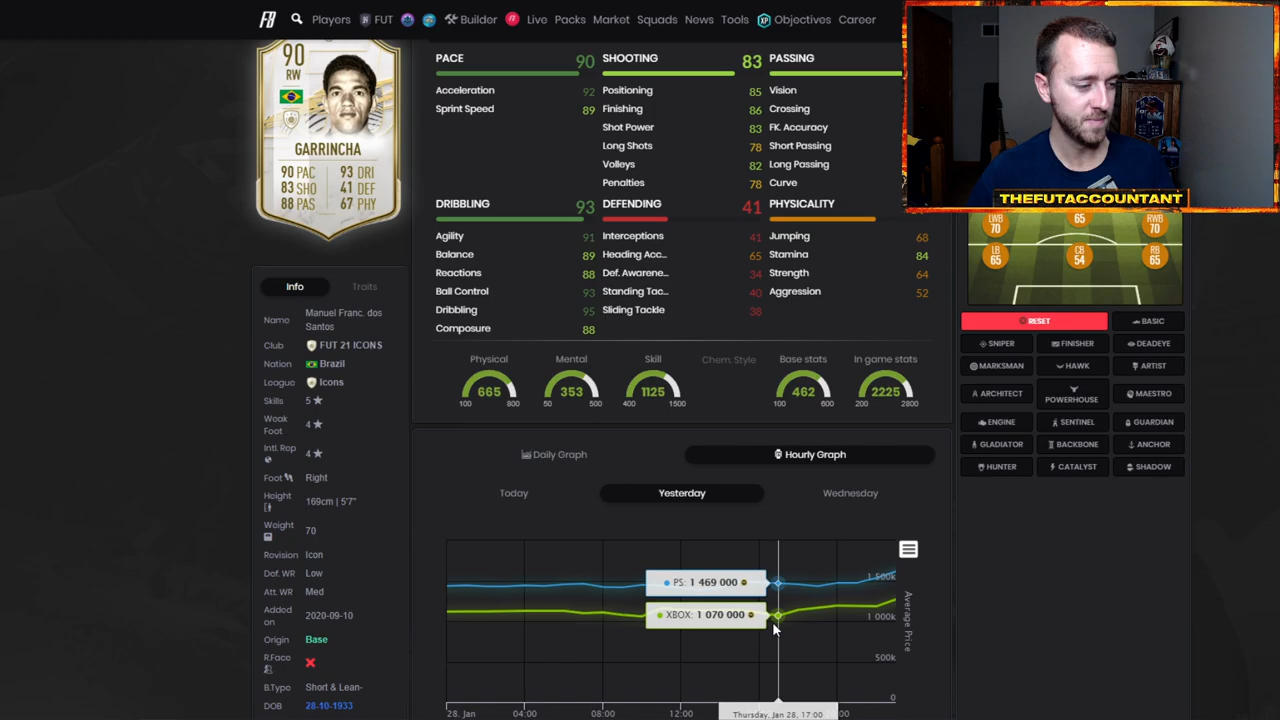 FB Players FUT Builder Live Packs Market Squads News Tools XP Objectives Career
90
RW
GARRINCHA
90 PAC 93 DRI
83 SHO 41 DEF
88 PAS 67 PHY
PACE 90 SHOOTING 83 PASSING
Acceleration 92 Positioning 85 Vision
Sprint Speed 89 Finishing 86 Crossing
Shot Power 83 FK. Accuracy
Long Shots 78 Short Passing
Volleys 82 Long Passing
Penalties 78 Curve
THEFUTACCOUNTANT
DRIBBLING 93 DEFENDING 41 PHYSICALITY
Agility 91 Interceptions 41 Jumping 68
Balance 89 Heading Acc... 65 Stamina 84
Reactions 88 Def. Awarene... 34 Strength 64
Ball Control 93 Standing Tac... 40 Aggression 52
Dribbling 95 Sliding Tackle 38
Composure 88
LWB 70 65 RWB 70
LB 65 CB 54 RB 65
Info Traits
Name Manuel Franc. dos Santos
Club FUT 21 ICONS
Nation Brazil
League Icons
Skills 5
Weak Foot 4
Intl. Rep 4
Foot Right
Height 169cm | 5'7"
Weight 70
Revision Icon
Def. WR Low
Att. WR Med
Added on 2020-09-10
Origin Base
R.Face
B.Type Short & Lean-
DOB 28-10-1933
Physical Mental Skill Chem. Style Base stats In game stats
665 353 1125 462 2225
100 800 50 500 400 1500 100 600 200 2800
RESET BASIC
SNIPER FINISHER DEADEYE
MARKSMAN HAWK ARTIST
ARCHITECT POWERHOUSE MAESTRO
ENGINE SENTINEL GUARDIAN
GLADIATOR BACKBONE ANCHOR
HUNTER CATALYST SHADOW
Daily Graph Hourly Graph
Today Yesterday Wednesday
PS: 1 469 000
XBOX: 1 070 000
1 500k
1 000k
500k
0
Average Price
28. Jan 04:00 08:00 12:00
Thursday, Jan 28, 17:00